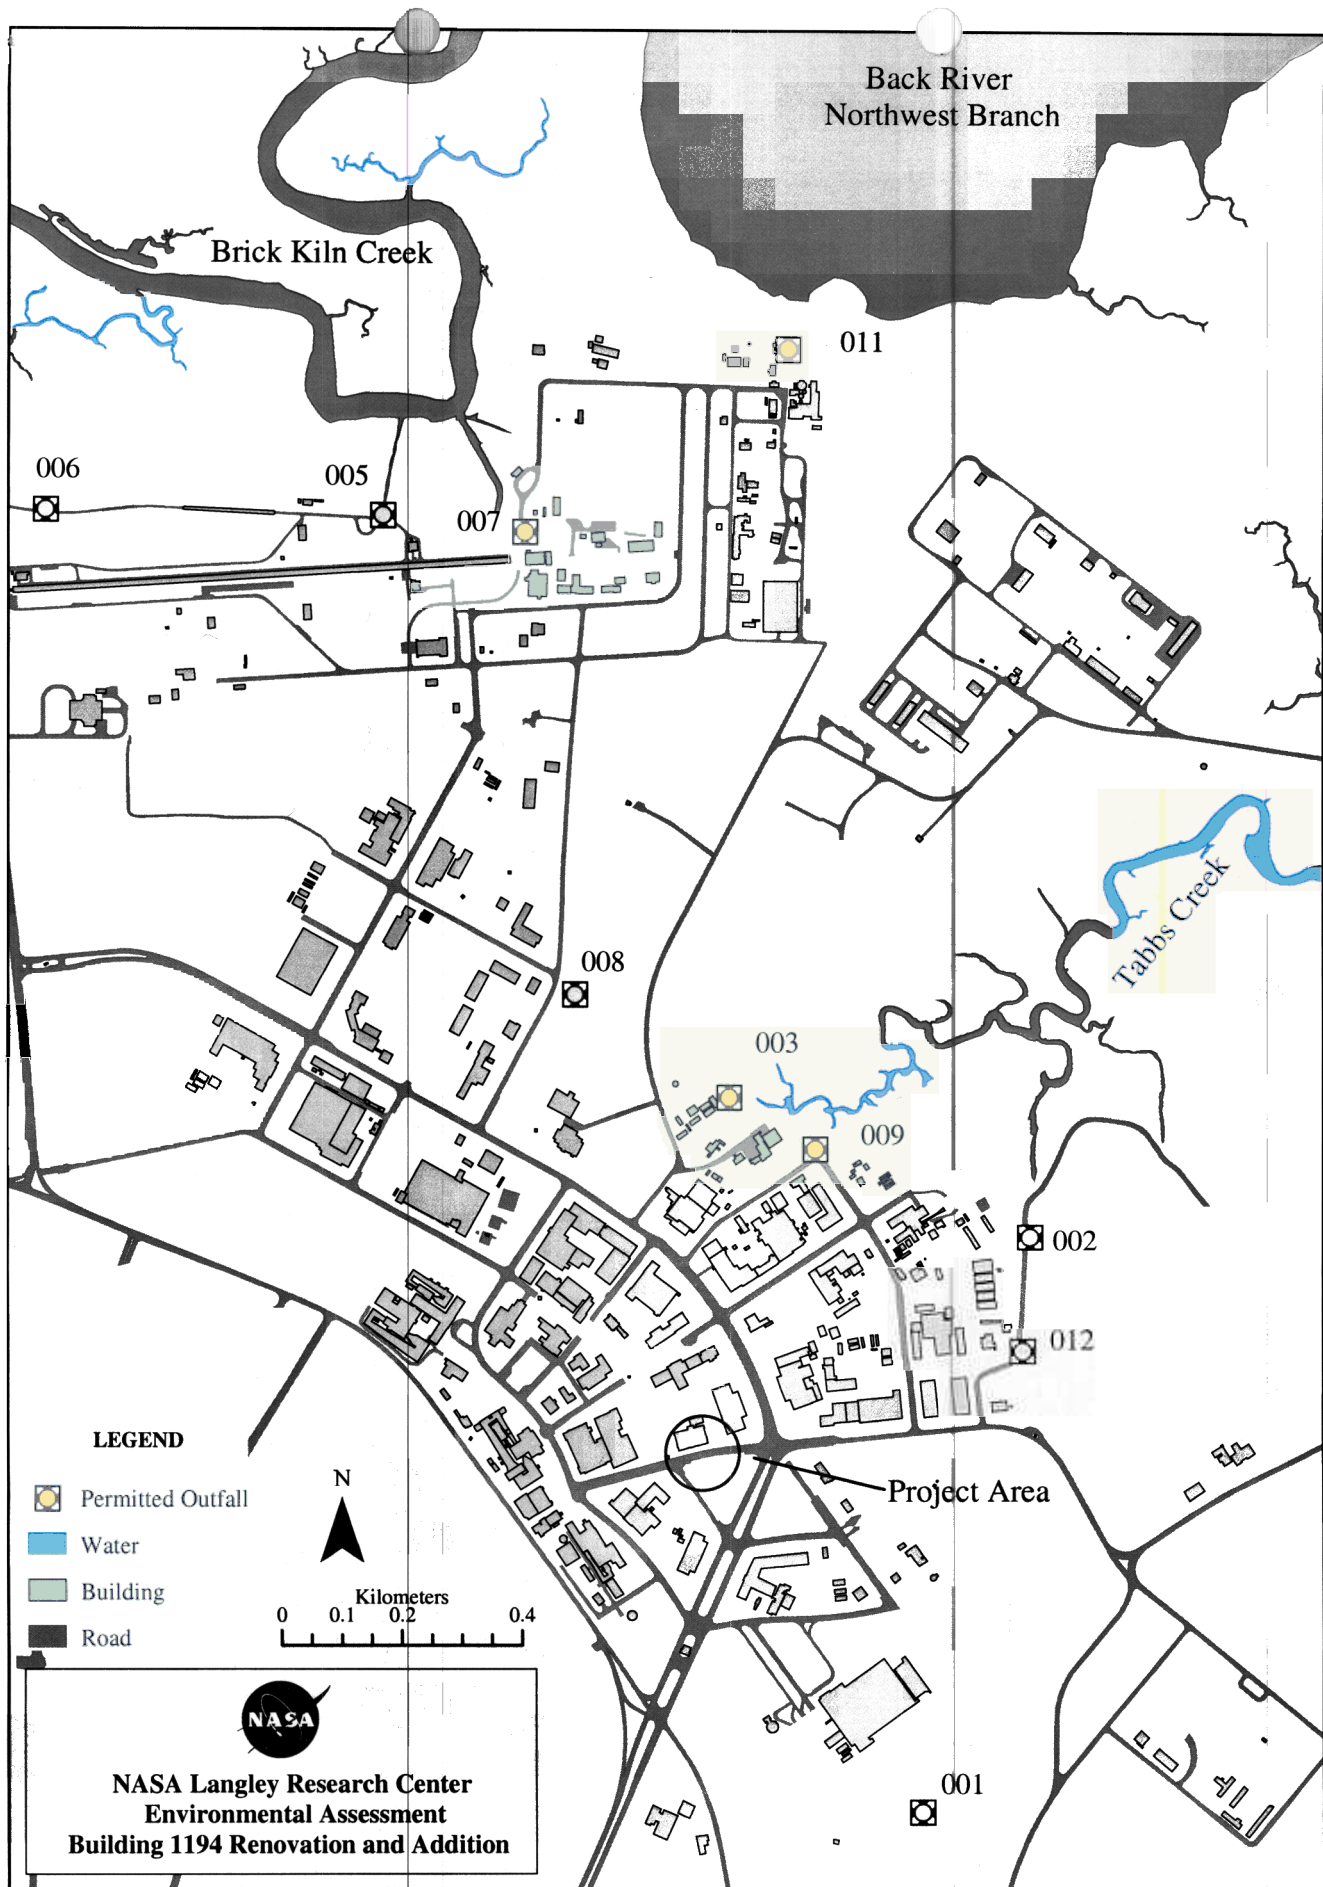 Back River
Northwest Branch
Brick Kiln Creek
011
006
005
007
Tabbs Creek
008
003
009
002
012
Project Area
LEGEND
Permitted Outfall
Water
Building
Road
N
Kilometers
0 0.1 0.2 0.4
NASA
NASA Langley Research Center
Environmental Assessment
Building 1194 Renovation and Addition
001